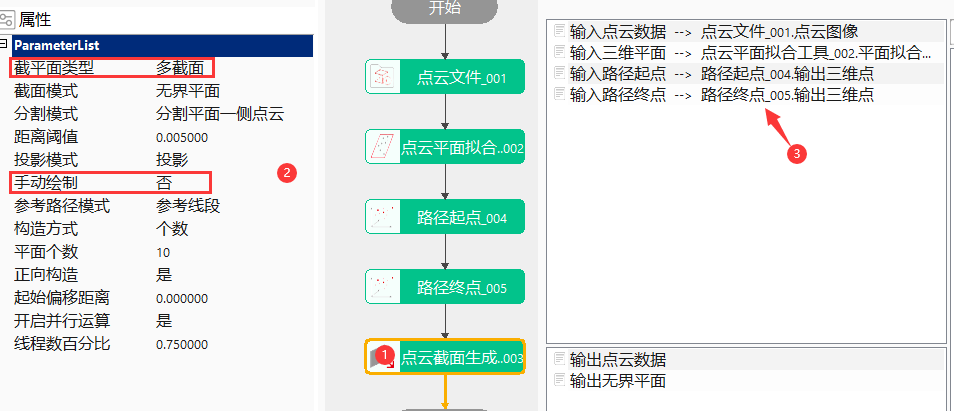 属性
ParameterList
截平面类型 多截面
截面模式 无界平面
分割模式 分割平面一侧点云
距离阈值 0.005000
投影模式 投影
手动绘制 否
2
参考路径模式 参考线段
构造方式 个数
平面个数 10
正向构造 是
起始偏移距离 0.000000
开启并行运算 是
线程数百分比 0.750000
开始
点云文件_001
点云平面拟合..002
路径起点_004
路径终点_005
1
点云截面生成..003
输入点云数据 --> 点云文件_001.点云图像
输入三维平面 --> 点云平面拟合工具_002.平面拟合...
输入路径起点 --> 路径起点_004.输出三维点
输入路径终点 --> 路径终点_005.输出三维点
3
输出点云数据
输出无界平面